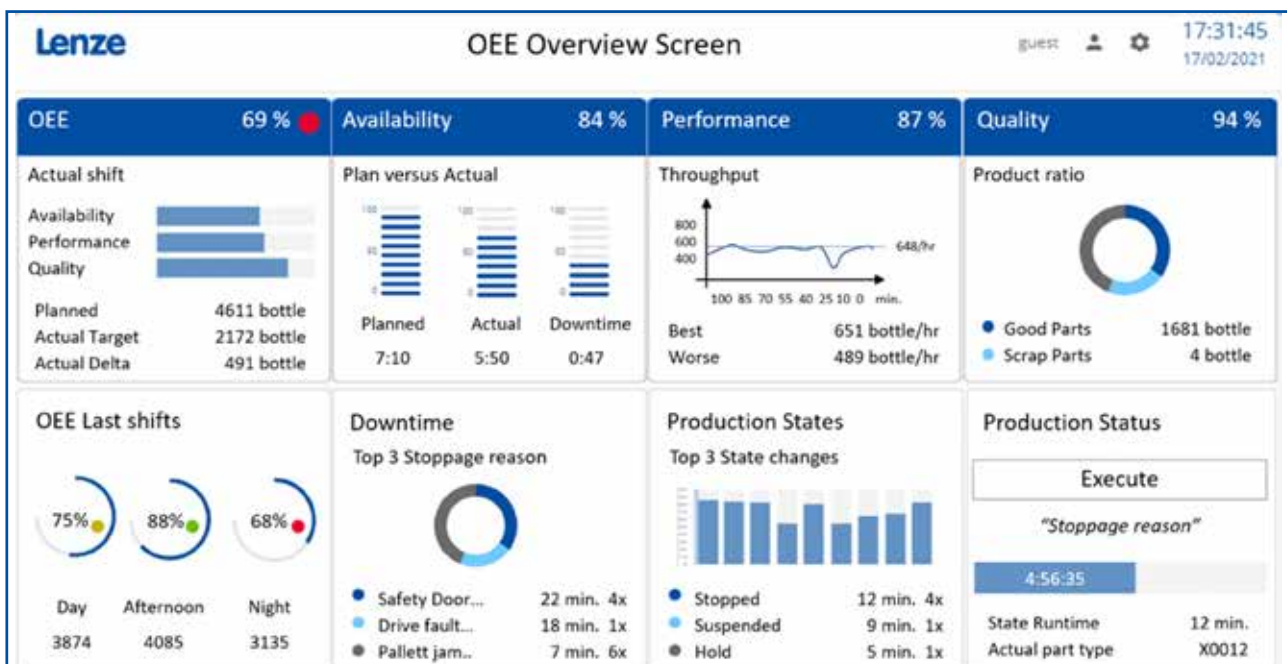 Lenze
OEE Overview Screen
guest
17:31:45
17/02/2021
OEE 69 %
Actual shift
Availability
Performance
Quality
Planned 4611 bottle
Actual Target 2172 bottle
Actual Delta 491 bottle
Availability 84 %
Plan versus Actual
100 100 100
0 0 0
Planned Actual Downtime
7:10 5:50 0:47
Performance 87 %
Throughput
800
600
400
648/hr
100 85 70 55 40 25 10 0 min.
Best 651 bottle/hr
Worse 489 bottle/hr
Quality 94 %
Product ratio
Good Parts 1681 bottle
Scrap Parts 4 bottle
OEE Last shifts
75% 88% 68%
Day Afternoon Night
3874 4085 3135
Downtime
Top 3 Stoppage reason
Safety Door... 22 min. 4x
Drive fault... 18 min. 1x
Pallett jam.. 7 min. 6x
Production States
Top 3 State changes
Stopped 12 min. 4x
Suspended 9 min. 1x
Hold 5 min. 1x
Production Status
Execute
"Stoppage reason"
4:56:35
State Runtime 12 min.
Actual part type X0012